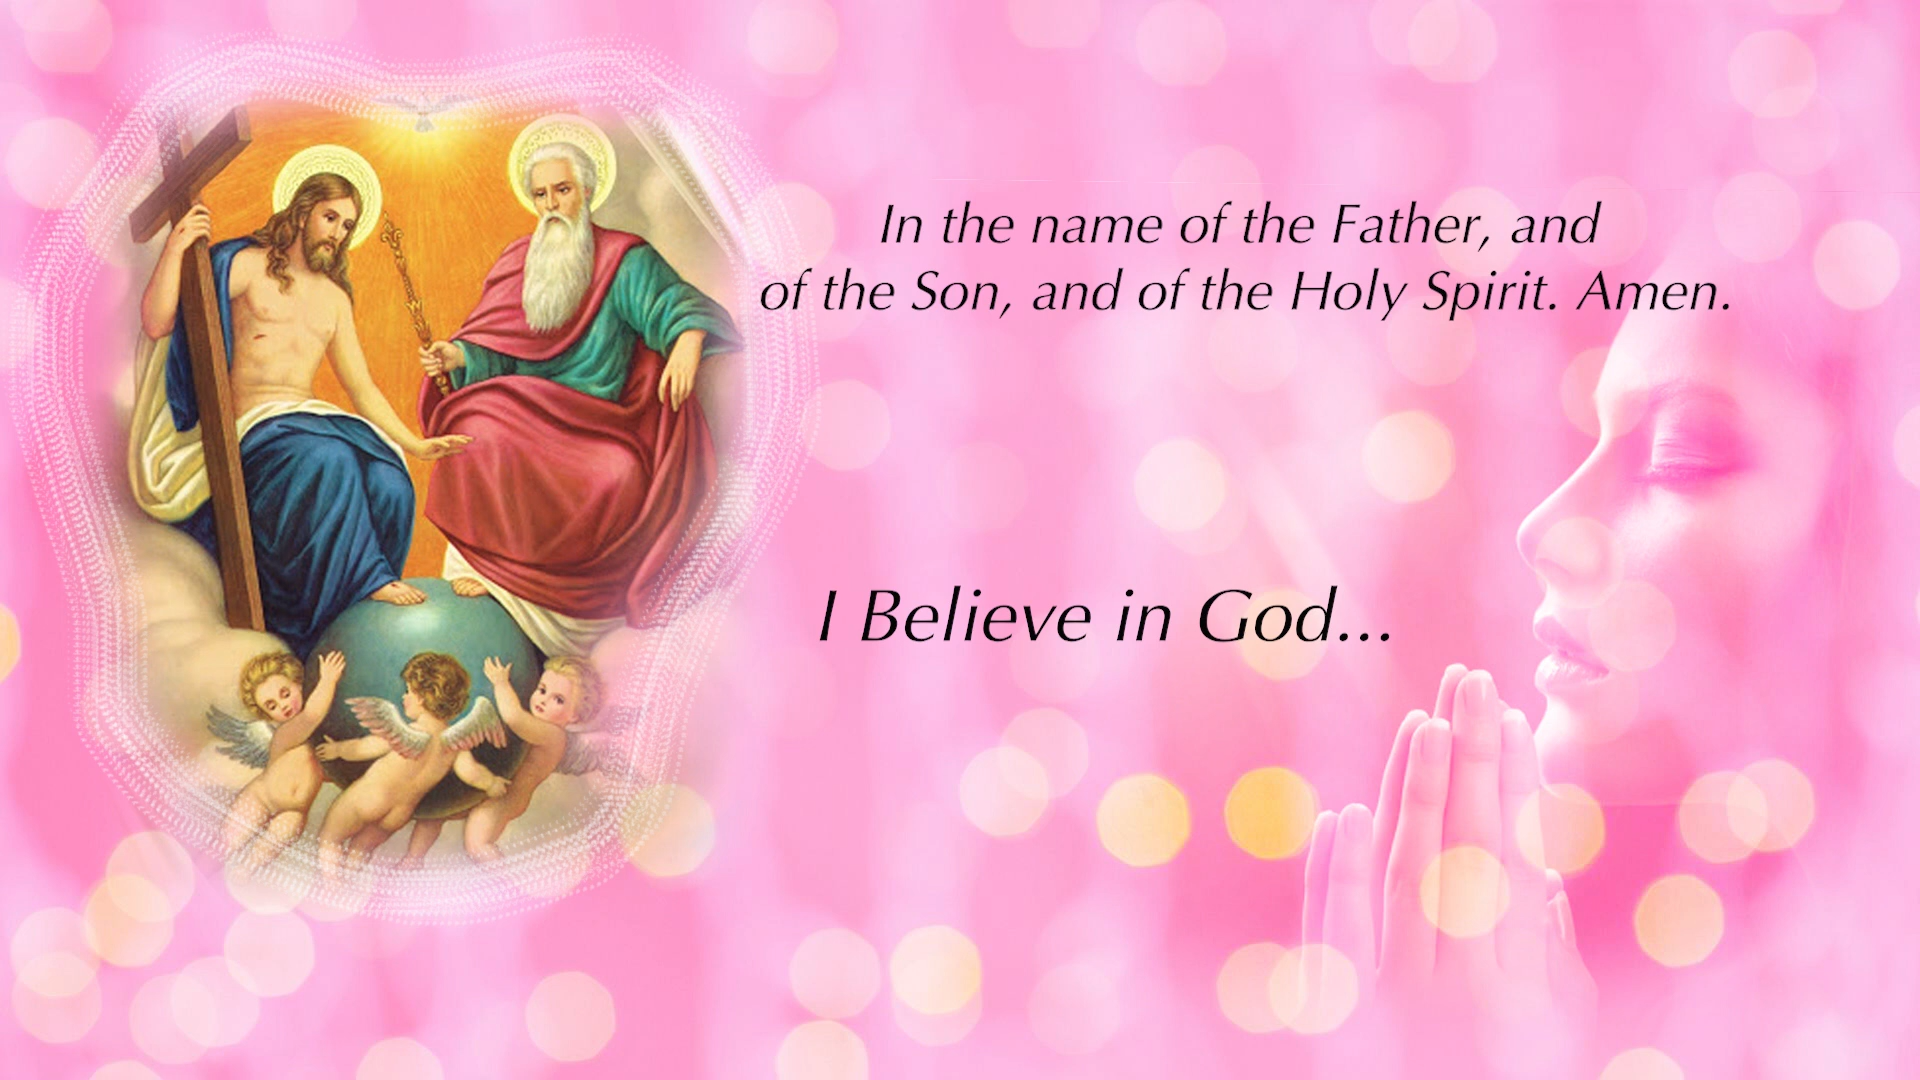 In the name of the Father, and
of the Son, and of the Holy Spirit. Amen.
I Believe in God...